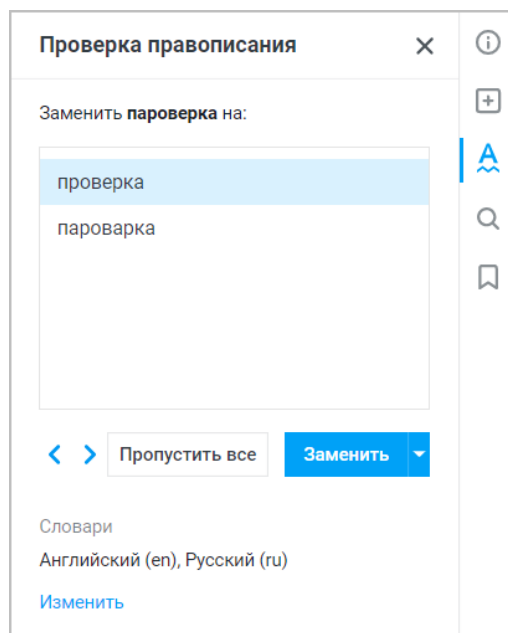 Проверка правописания
Заменить пароверка на:
проверка
пароварка
Пропустить все Заменить
Словари
Английский (en), Русский (ru)
Изменить